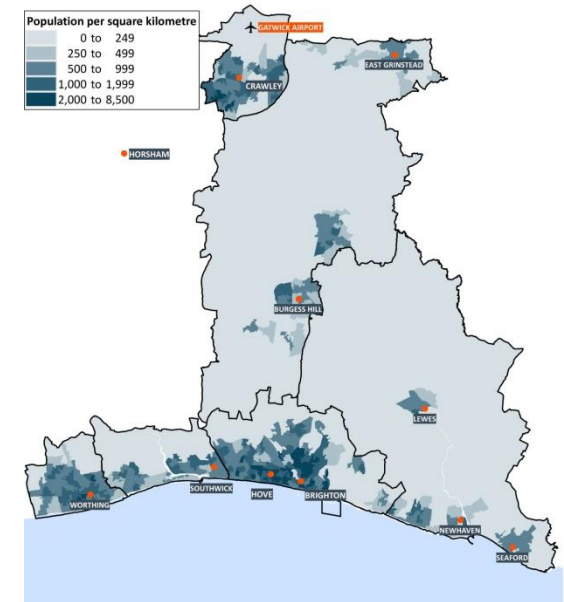 Population per square kilometre
0 to 249
250 to 499
500 to 999
1,000 to 1,999
2,000 to 8,500
GATWICK AIRPORT
EAST GRINSTEAD
CRAWLEY
HORSHAM
BURGESS HILL
LEWES
SOUTHWICK
HOVE
BRIGHTON
WORTHING
NEWHAVEN
SEAFORD